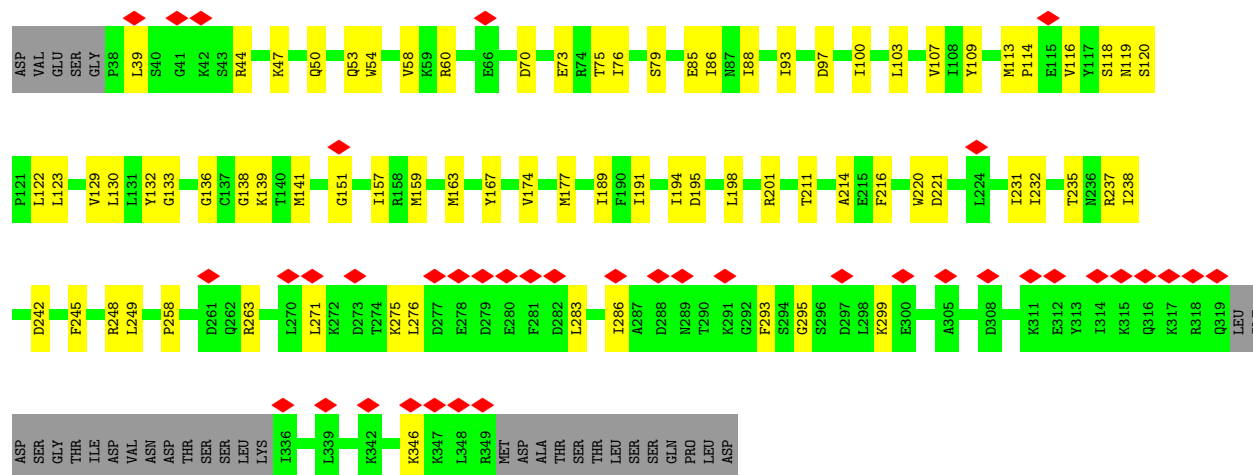 ASP VAL GLU SER GLY P38 L39 S40 G41 K42 S43 R44 K47 Q50 Q53 W54 V58 K59 R60 E66 D70 E73 R74 T75 I76 S79 E85 I86 N87 I88 I93 D97 I100 L103 V107 I108 Y109 M113 P114 E115 V116 Y117 S118 N119 S120
P121 L122 L123 V129 L130 L131 Y132 G133 G136 C137 G138 K139 T140 M141 G151 I157 R158 M159 M163 Y167 V174 M177 I189 F190 I191 I194 D195 L198 R201 T211 A214 E215 F216 W220 D221 L224 I231 I232 T235 N236 R237 I238
D242 F245 R248 L249 P258 D261 Q262 R263 L270 L271 K272 D273 T274 K275 L276 D277 E278 D279 E280 F281 D282 L283 I286 A287 D288 N289 T290 K291 G292 F293 S294 G295 S296 D297 L298 K299 E300 A305 D308 K311 E312 Y313 I314 K315 Q316 K317 R318 Q319 LEU
ASP SER GLY THR ILE ASP VAL ASN ASP THR SER SER LEU LYS I336 L339 K342 K346 K347 L348 R349 MET ASP ALA THR SER THR LEU SER SER GLN PRO LEU ASP